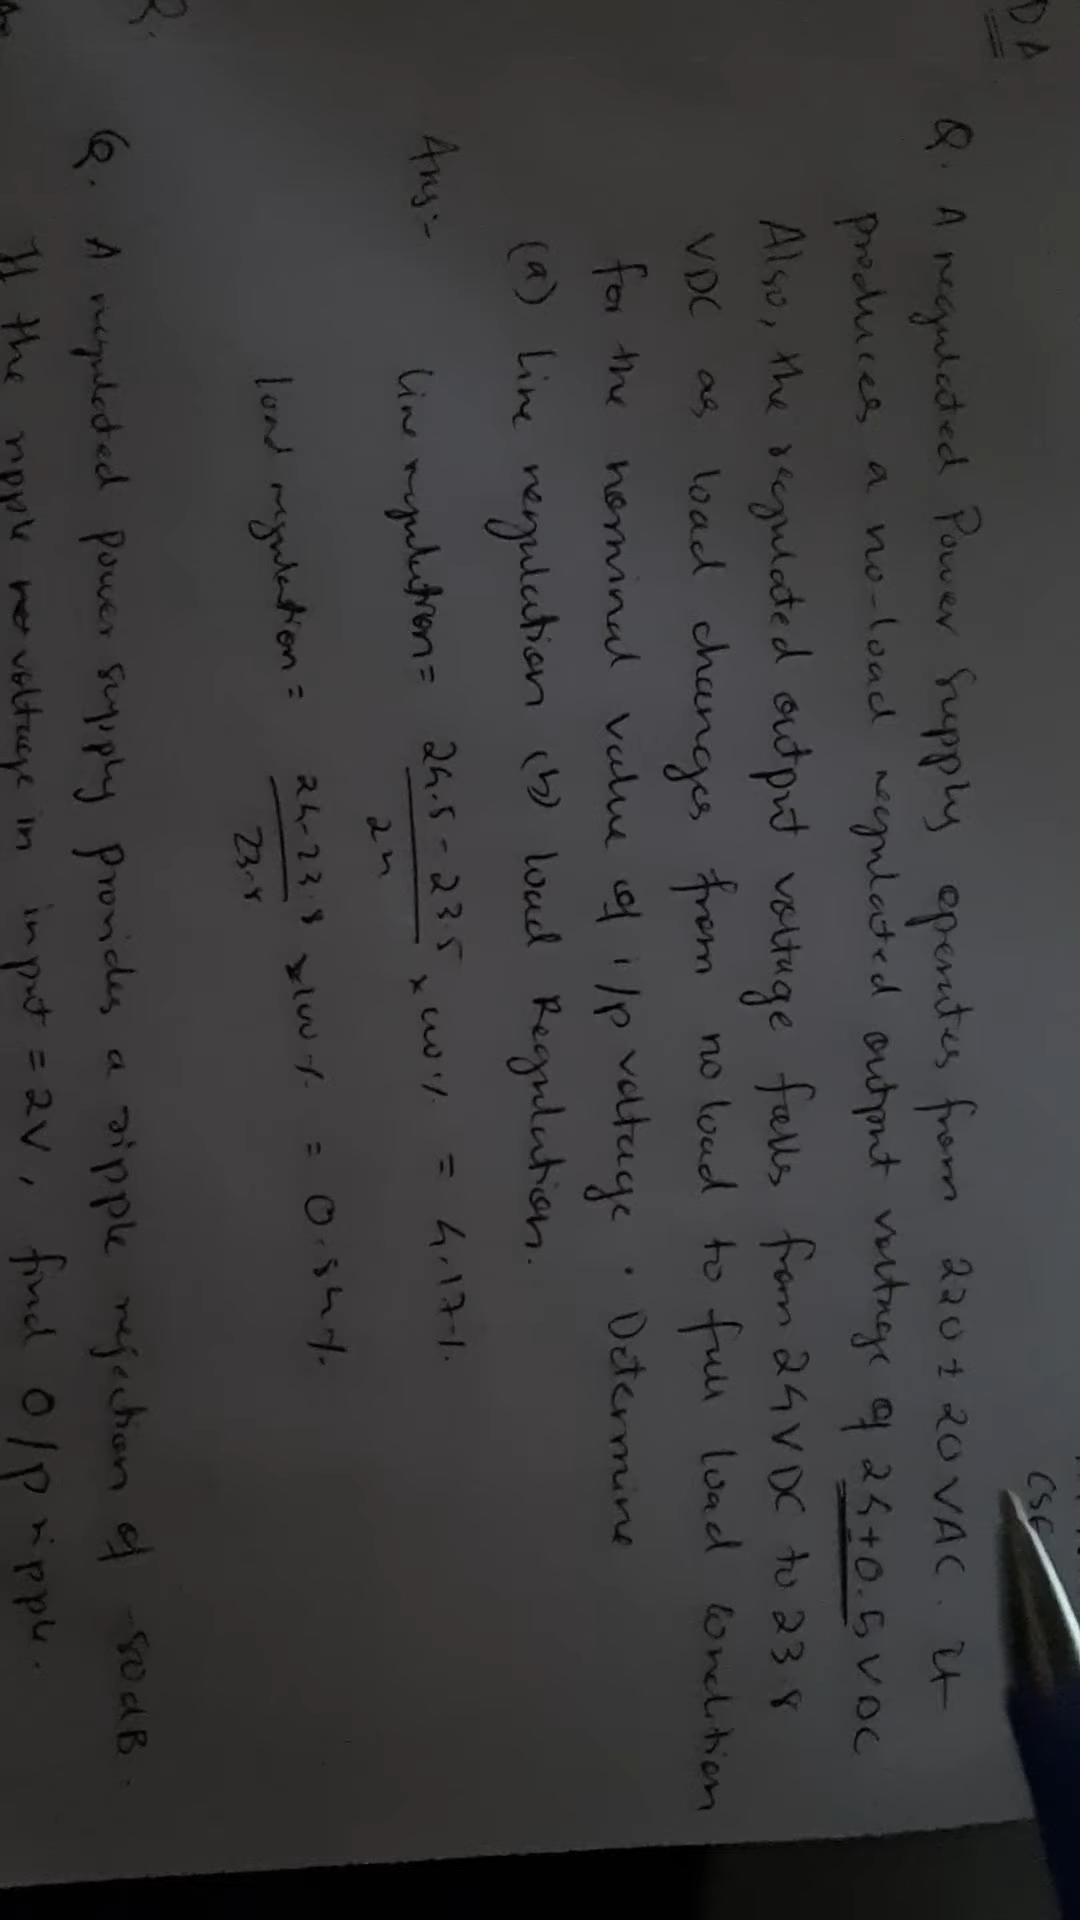 DA
Q. A regulated Power Supply operates from 220 ± 20 VAC. It
produces a no-load regulated output voltage of 24 ± 0.5 VDC
Also, the regulated output voltage falls from 24 VDC to 23.8
VDC as load changes from no load to full load condition
for the nominal value of i/p voltage. Determine
(a) line regulation (b) load Regulation.
Ans:- line regulation = 24.5 - 23.5 / 24 x 100% = 4.17%
load regulation = 24-23.8 / 23.8 x 100% = 0.84%
Q. A regulated power supply provides a ripple rejection of -80dB.
If the ripple voltage in input = 2V, find O/P ripple.